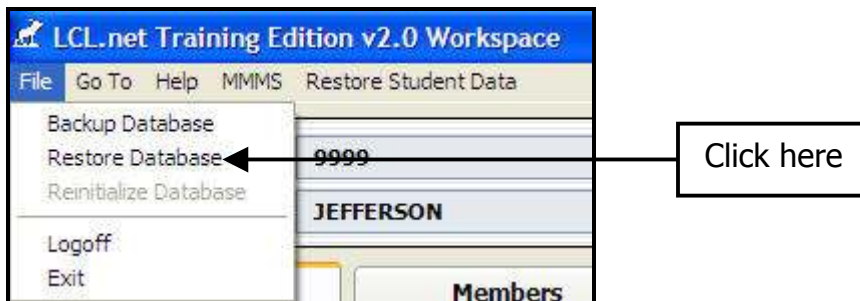 LCL.net Training Edition v2.0 Workspace
File Go To Help MMMS Restore Student Data
Backup Database
Restore Database
Reinitialize Database
Logoff
Exit
9999
JEFFERSON
Members
Click here